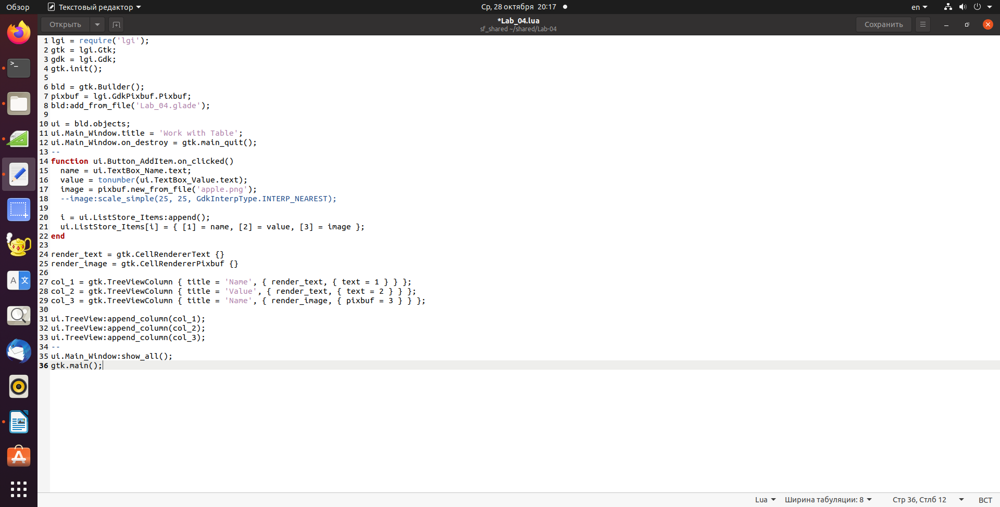 Обзор Текстовый редактор Ср, 28 октября 20:17 en
Открыть *Lab_04.lua Сохранить
sf_shared ~/shared/Lab-04
1 lgi = require('lgi');
2 gtk = lgi.Gtk;
3 gdk = lgi.Gdk;
4 gtk.init();
5
6 bld = gtk.Builder();
7 pixbuf = lgi.GdkPixbuf.Pixbuf;
8 bld:add_from_file('Lab_04.glade');
9
10 ui = bld.objects;
11 ui.Main_Window.title = 'Work with Table';
12 ui.Main_Window.on_destroy = gtk.main_quit();
13 --
14 function ui.Button_AddItem.on_clicked()
15   name = ui.TextBox_Name.text;
16   value = tonumber(ui.TextBox_Value.text);
17   image = pixbuf.new_from_file('apple.png');
18   --image:scale_simple(25, 25, GdkInterpType.INTERP_NEAREST);
19
20   i = ui.ListStore_Items:append();
21   ui.ListStore_Items[i] = { [1] = name, [2] = value, [3] = image };
22 end
23
24 render_text = gtk.CellRendererText {}
25 render_image = gtk.CellRendererPixbuf {}
26
27 col_1 = gtk.TreeViewColumn { title = 'Name', { render_text, { text = 1 } } };
28 col_2 = gtk.TreeViewColumn { title = 'Value', { render_text, { text = 2 } } };
29 col_3 = gtk.TreeViewColumn { title = 'Name', { render_image, { pixbuf = 3 } } };
30
31 ui.TreeView:append_column(col_1);
32 ui.TreeView:append_column(col_2);
33 ui.TreeView:append_column(col_3);
34 --
35 ui.Main_Window:show_all();
36 gtk.main();
Lua Ширина табуляции: 8 Стр 36, Стлб 12 ВСТ